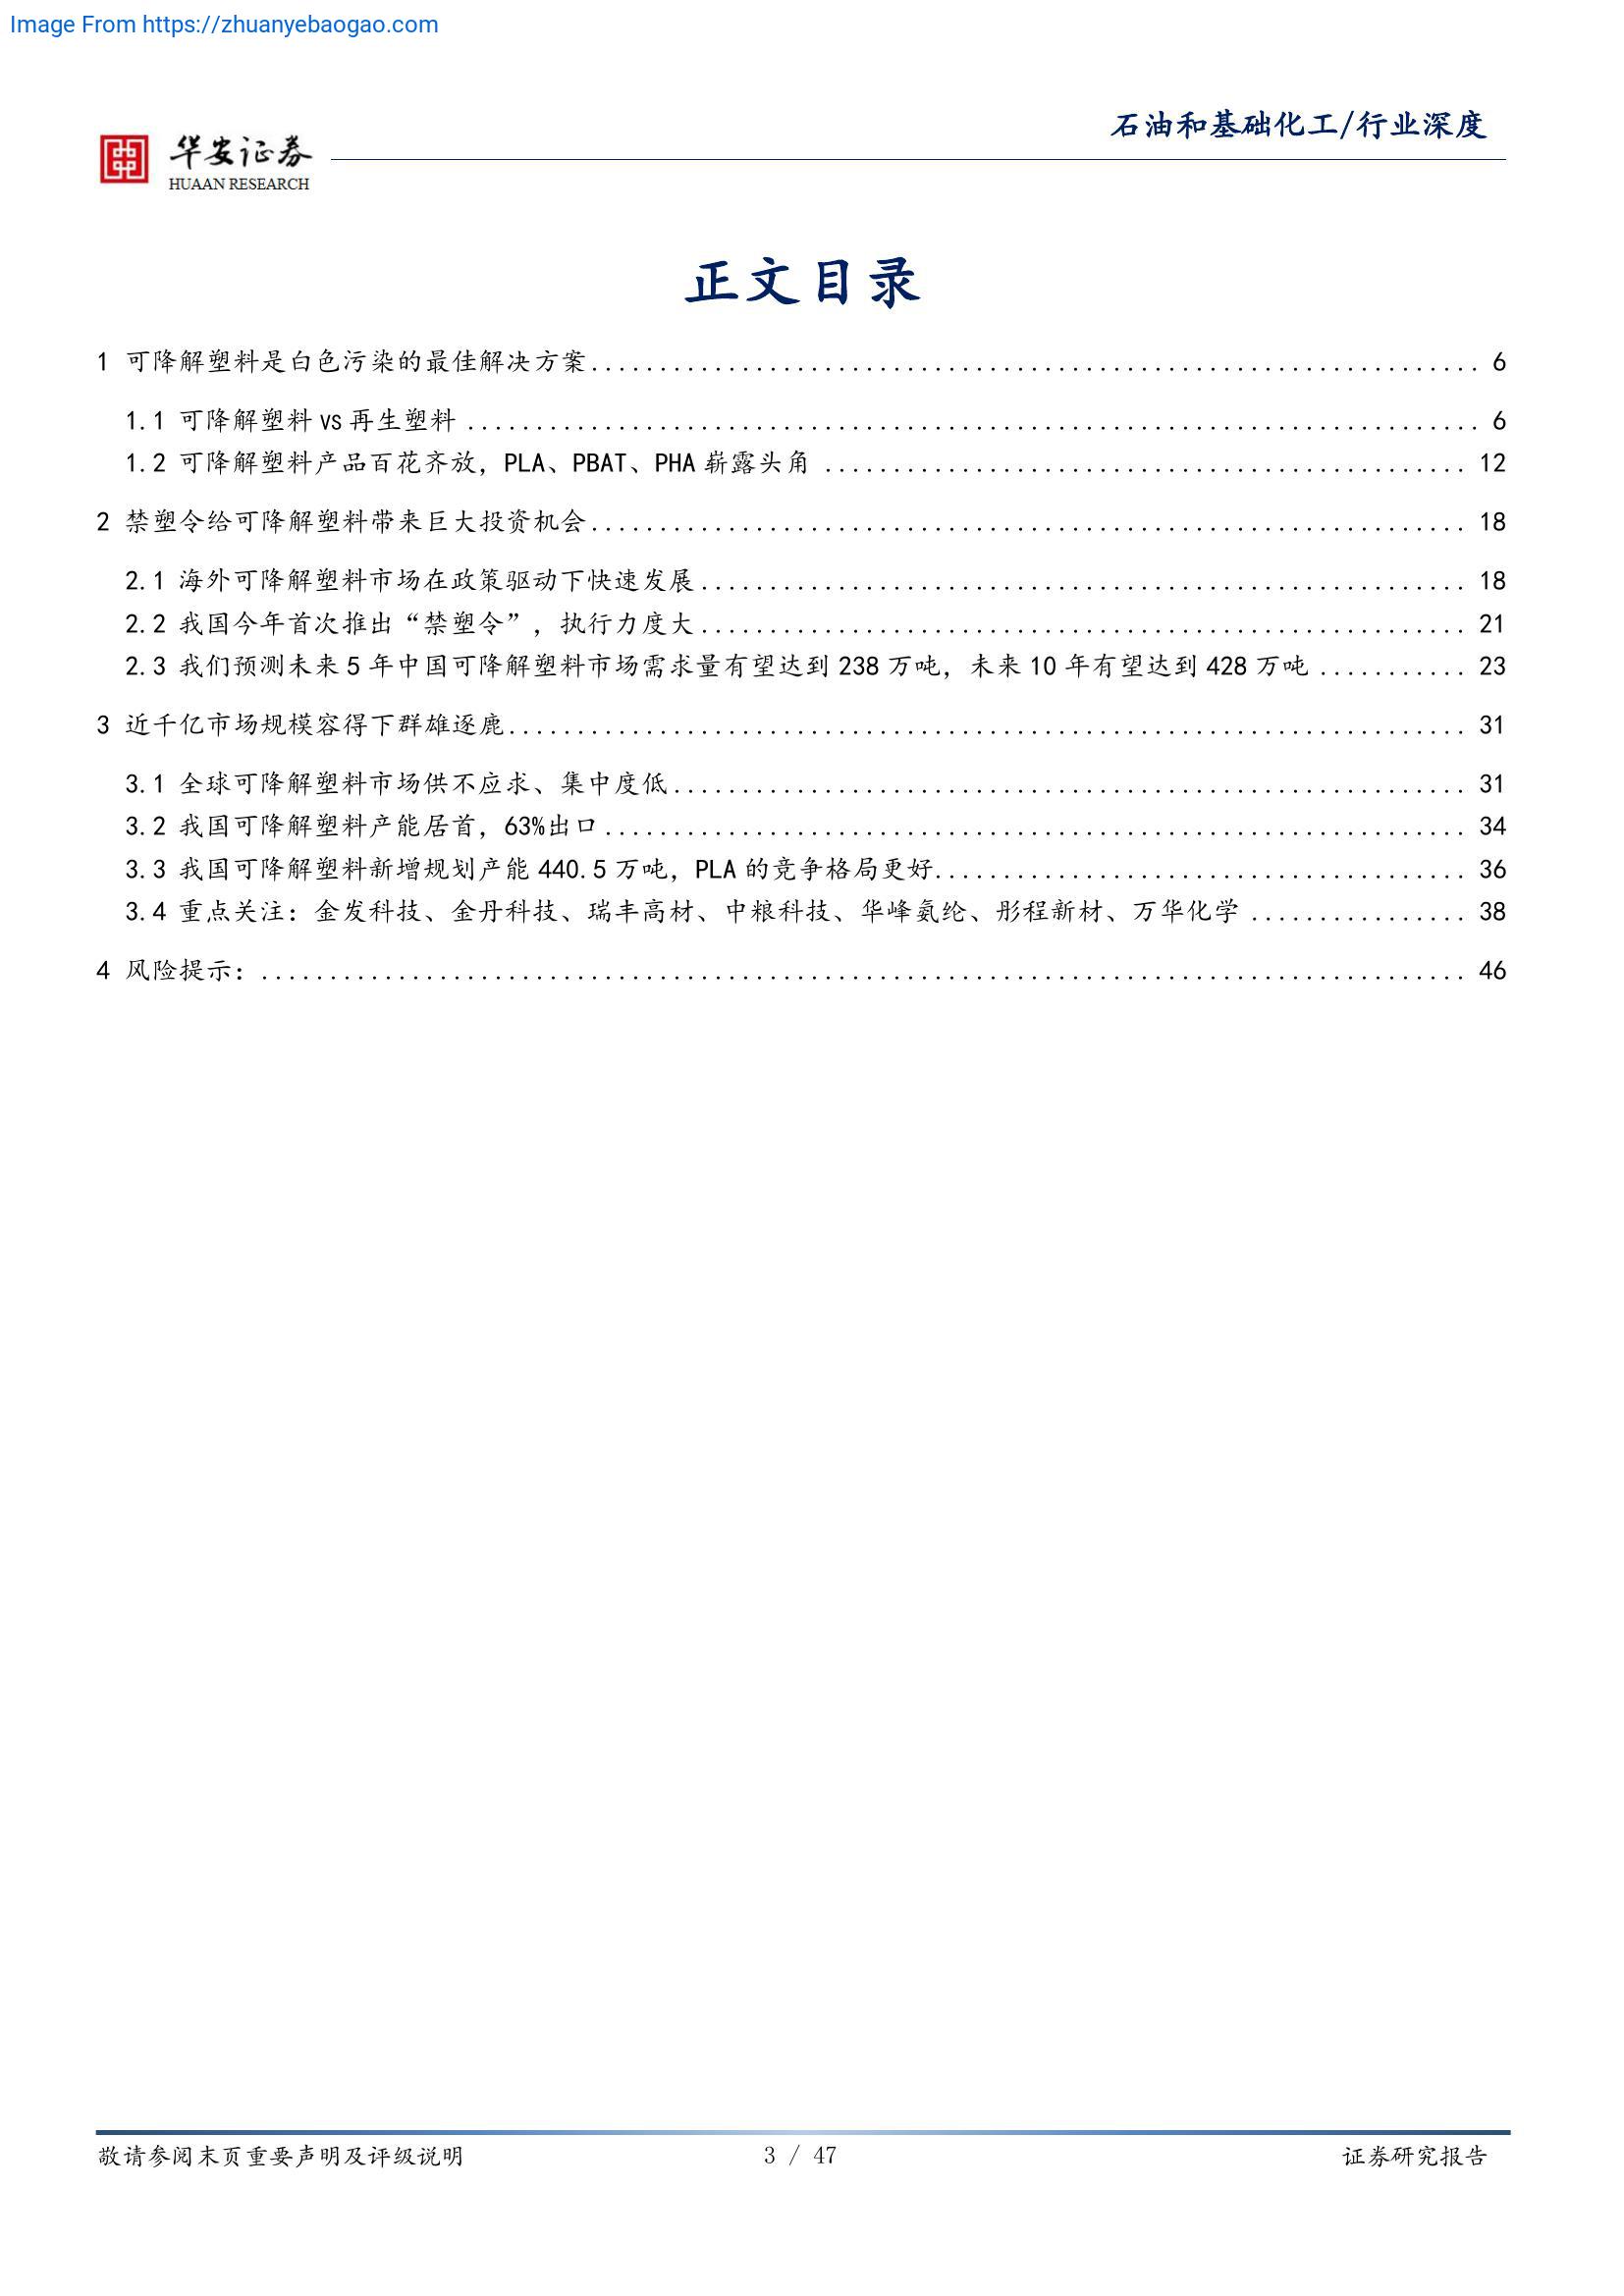 Image From https://zhuanyebaogao.com
石油和基础化工/行业深度
华安证券
HUAAN RESEARCH
正文目录
1 可降解塑料是白色污染的最佳解决方案................................................................. 6
1.1 可降解塑料 vs 再生塑料 .......................................................................... 6
1.2 可降解塑料产品百花齐放，PLA、PBAT、PHA 崭露头角 ............................................... 12
2 禁塑令给可降解塑料带来巨大投资机会................................................................ 18
2.1 海外可降解塑料市场在政策驱动下快速发展........................................................ 18
2.2 我国今年首次推出“禁塑令”，执行力度大........................................................ 21
2.3 我们预测未来 5 年中国可降解塑料市场需求量有望达到 238 万吨，未来 10 年有望达到 428 万吨 ........... 23
3 近千亿市场规模容得下群雄逐鹿...................................................................... 31
3.1 全球可降解塑料市场供不应求、集中度低.......................................................... 31
3.2 我国可降解塑料产能居首，63%出口............................................................... 34
3.3 我国可降解塑料新增规划产能 440.5 万吨，PLA 的竞争格局更好....................................... 36
3.4 重点关注：金发科技、金丹科技、瑞丰高材、中粮科技、华峰氨纶、彤程新材、万华化学 ................ 38
4 风险提示：........................................................................................ 46
敬请参阅末页重要声明及评级说明
3 / 47
证券研究报告